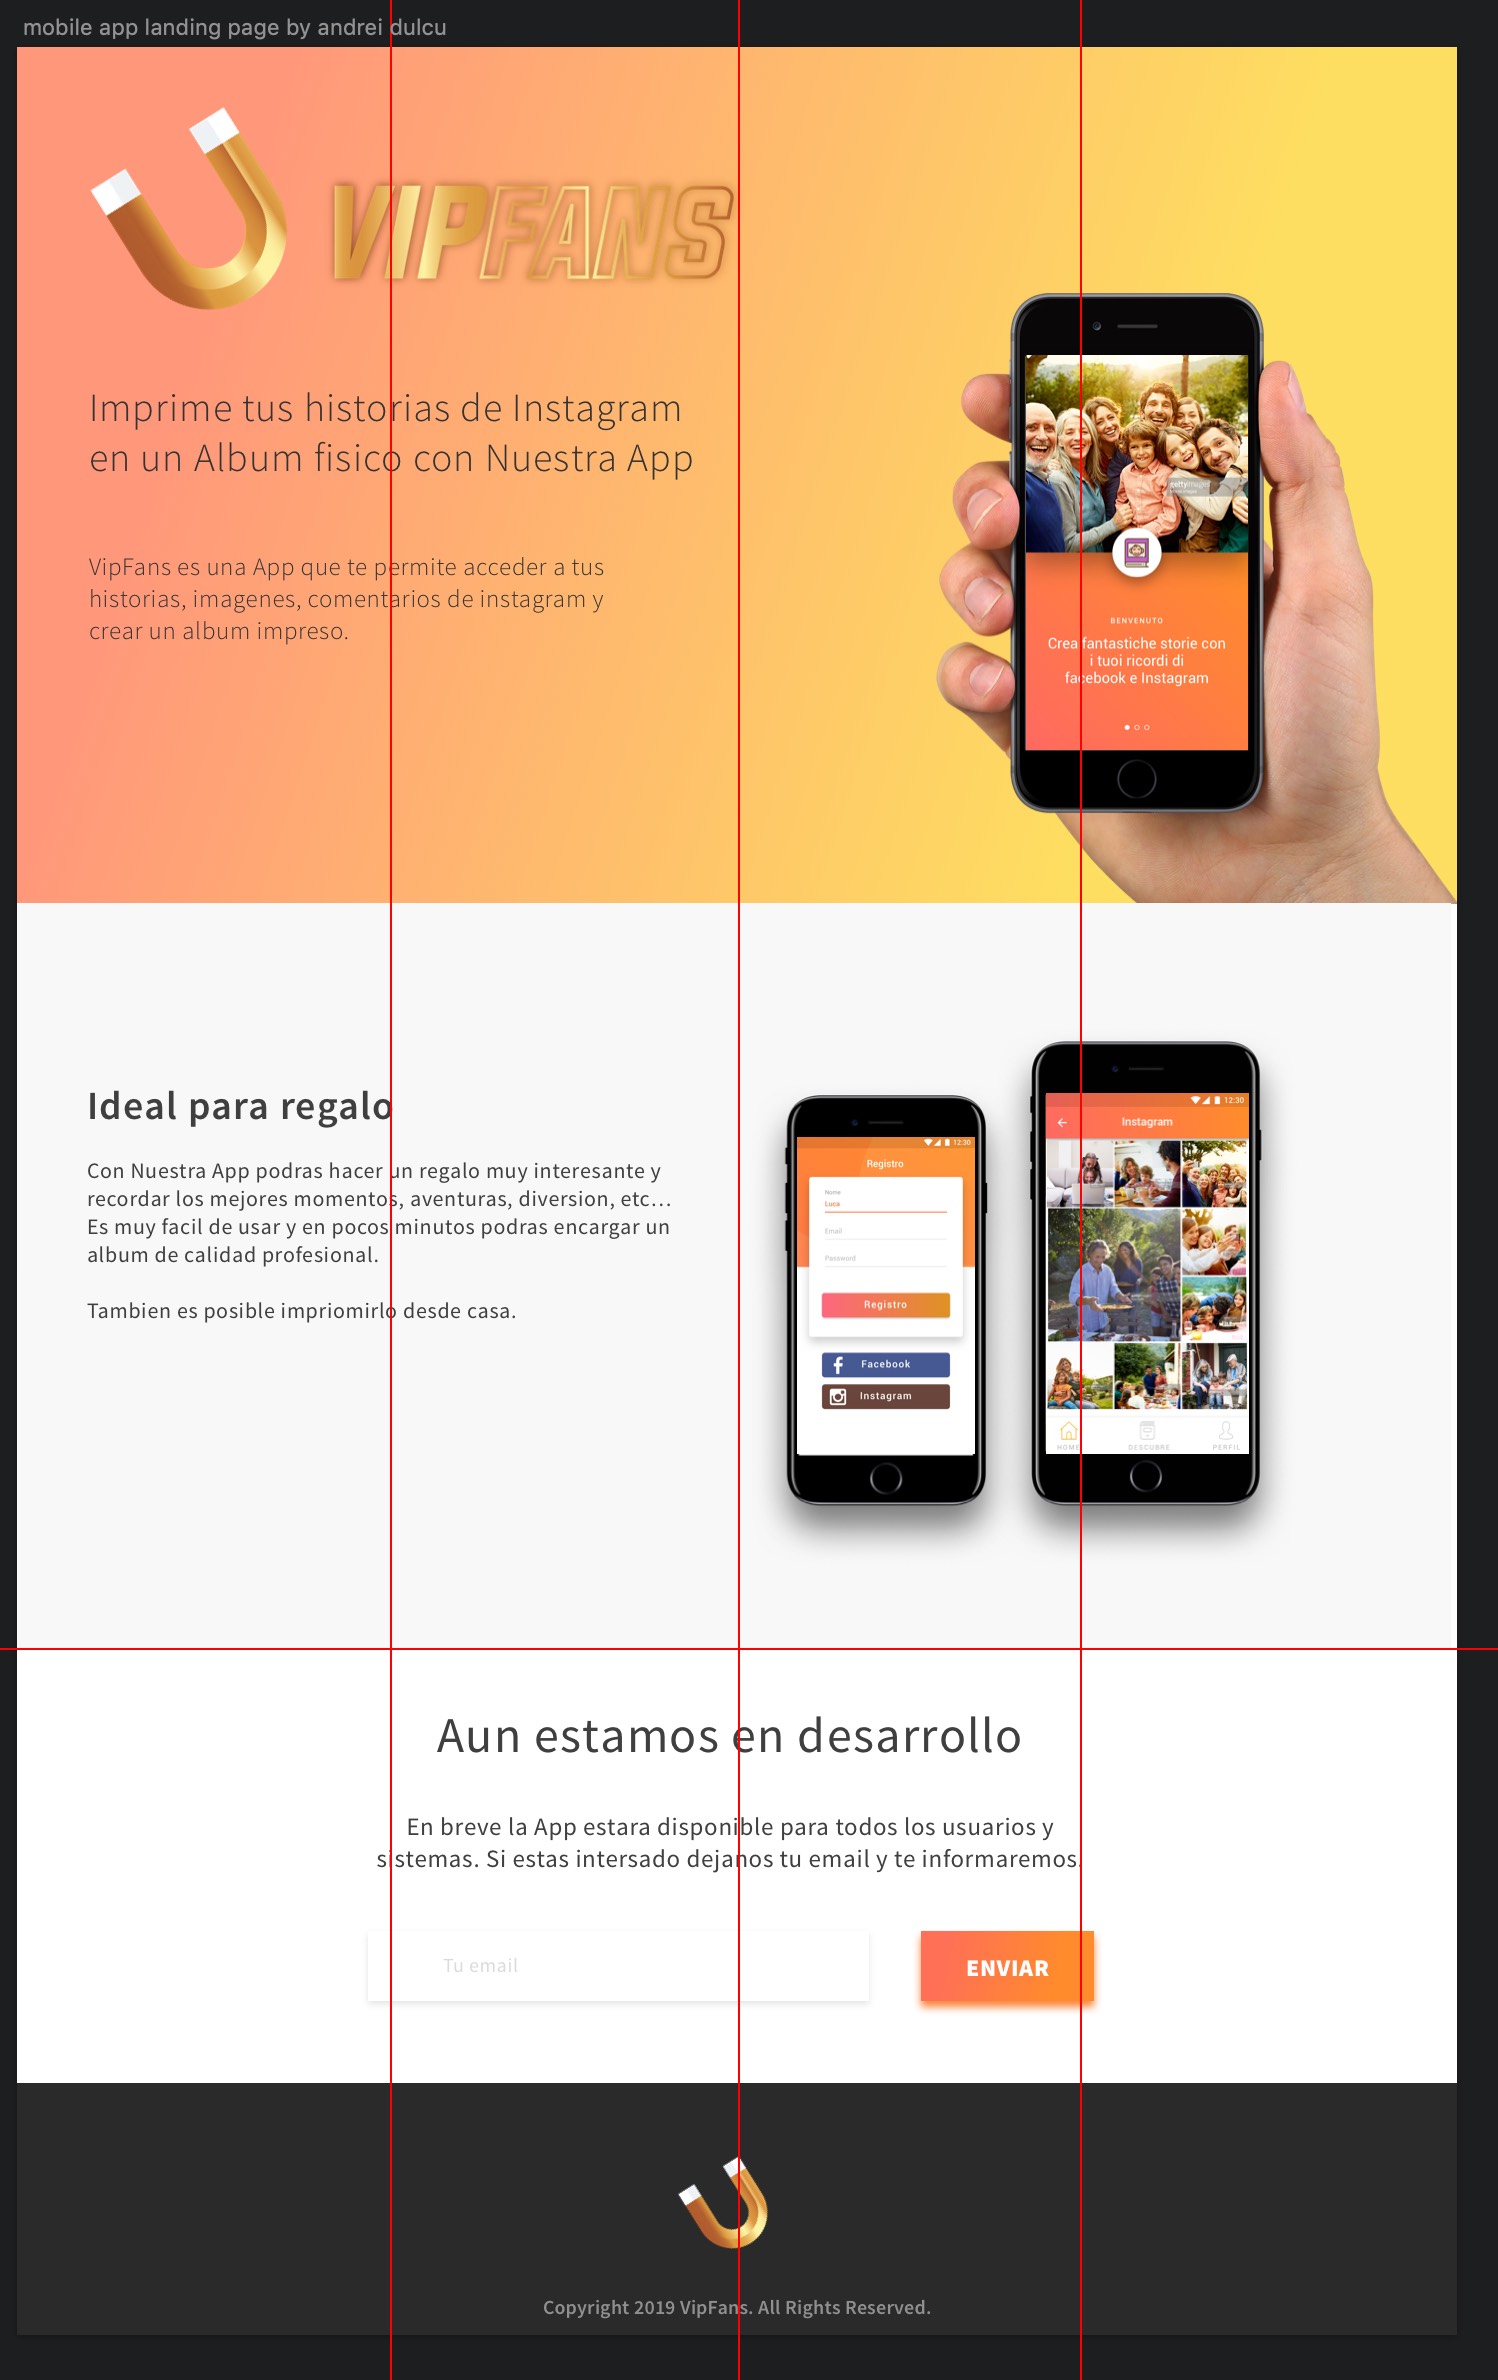 mobile app landing page by andrei dulcu
VIPFANS
Imprime tus historias de Instagram
en un Album fisico con Nuestra App
VipFans es una App que te permite acceder a tus
historias, imagenes, comentarios de instagram y
crear un album impreso.
gettyimages
BENVENUTO
Crea fantastiche storie con
i tuoi ricordi di
facebook e Instagram
Ideal para regalo
Con Nuestra App podras hacer un regalo muy interesante y
recordar los mejores momentos, aventuras, diversion, etc...
Es muy facil de usar y en pocos minutos podras encargar un
album de calidad profesional.
Tambien es posible impriomirlo desde casa.
12:30
Registro
Nome
Luca
Email
Password
Registro
Facebook
Instagram
12:30
Instagram
HOME
DESCUBRE
PERFIL
Aun estamos en desarrollo
En breve la App estara disponible para todos los usuarios y
sistemas. Si estas intersado dejanos tu email y te informaremos.
Tu email
ENVIAR
Copyright 2019 VipFans. All Rights Reserved.